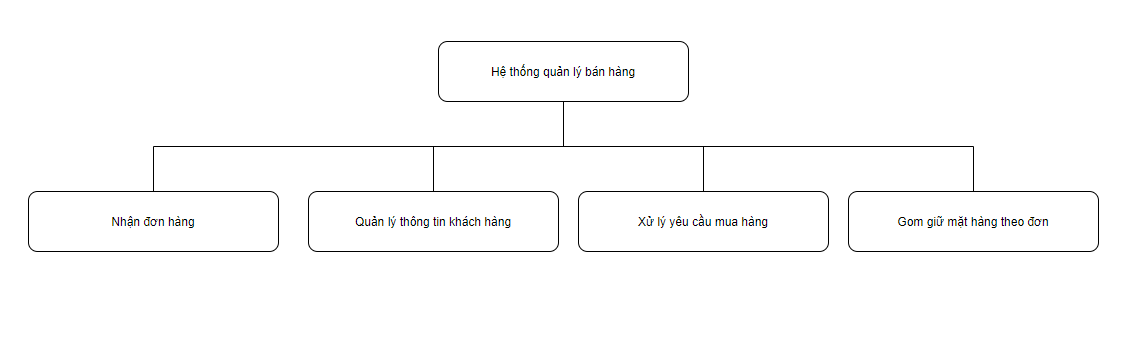 Hệ thống quản lý bán hàng
Nhận đơn hàng
Quản lý thông tin khách hàng
Xử lý yêu cầu mua hàng
Gom giữ mặt hàng theo đơn